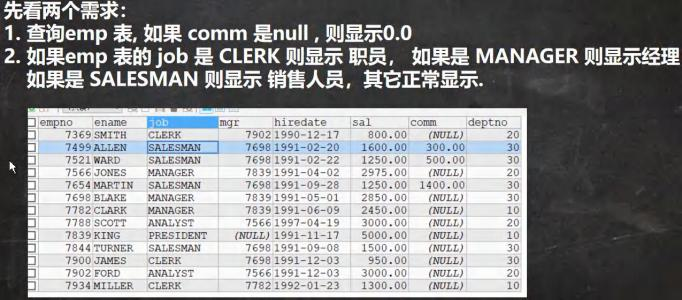 先看两个需求：
1. 查询emp 表, 如果 comm 是null , 则显示0.0
2. 如果emp 表的 job 是 CLERK 则显示 职员， 如果是 MANAGER 则显示经理
如果是 SALESMAN 则显示 销售人员，其它正常显示.
empno ename job mgr hiredate sal comm deptno
7369 SMITH CLERK 7902 1990-12-17 800.00 (NULL) 20
7499 ALLEN SALESMAN 7698 1991-02-20 1600.00 300.00 30
7521 WARD SALESMAN 7698 1991-02-22 1250.00 500.00 30
7566 JONES MANAGER 7839 1991-04-02 2975.00 (NULL) 20
7654 MARTIN SALESMAN 7698 1991-09-28 1250.00 1400.00 30
7698 BLAKE MANAGER 7839 1991-05-01 2850.00 (NULL) 30
7782 CLARK MANAGER 7839 1991-06-09 2450.00 (NULL) 10
7788 SCOTT ANALYST 7566 1997-04-19 3000.00 (NULL) 20
7839 KING PRESIDENT (NULL) 1991-11-17 5000.00 (NULL) 10
7844 TURNER SALESMAN 7698 1991-09-08 1500.00 (NULL) 30
7900 JAMES CLERK 7698 1991-12-03 950.00 (NULL) 30
7902 FORD ANALYST 7566 1991-12-03 3000.00 (NULL) 20
7934 MILLER CLERK 7782 1992-01-23 1300.00 (NULL) 10